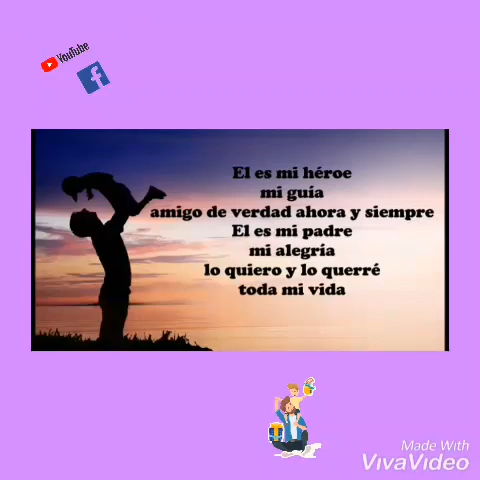 YouTube
f
El es mi héroe
mi guía
amigo de verdad ahora y siempre
El es mi padre
mi alegría
lo quiero y lo querré
toda mi vida
Made With
VivaVideo